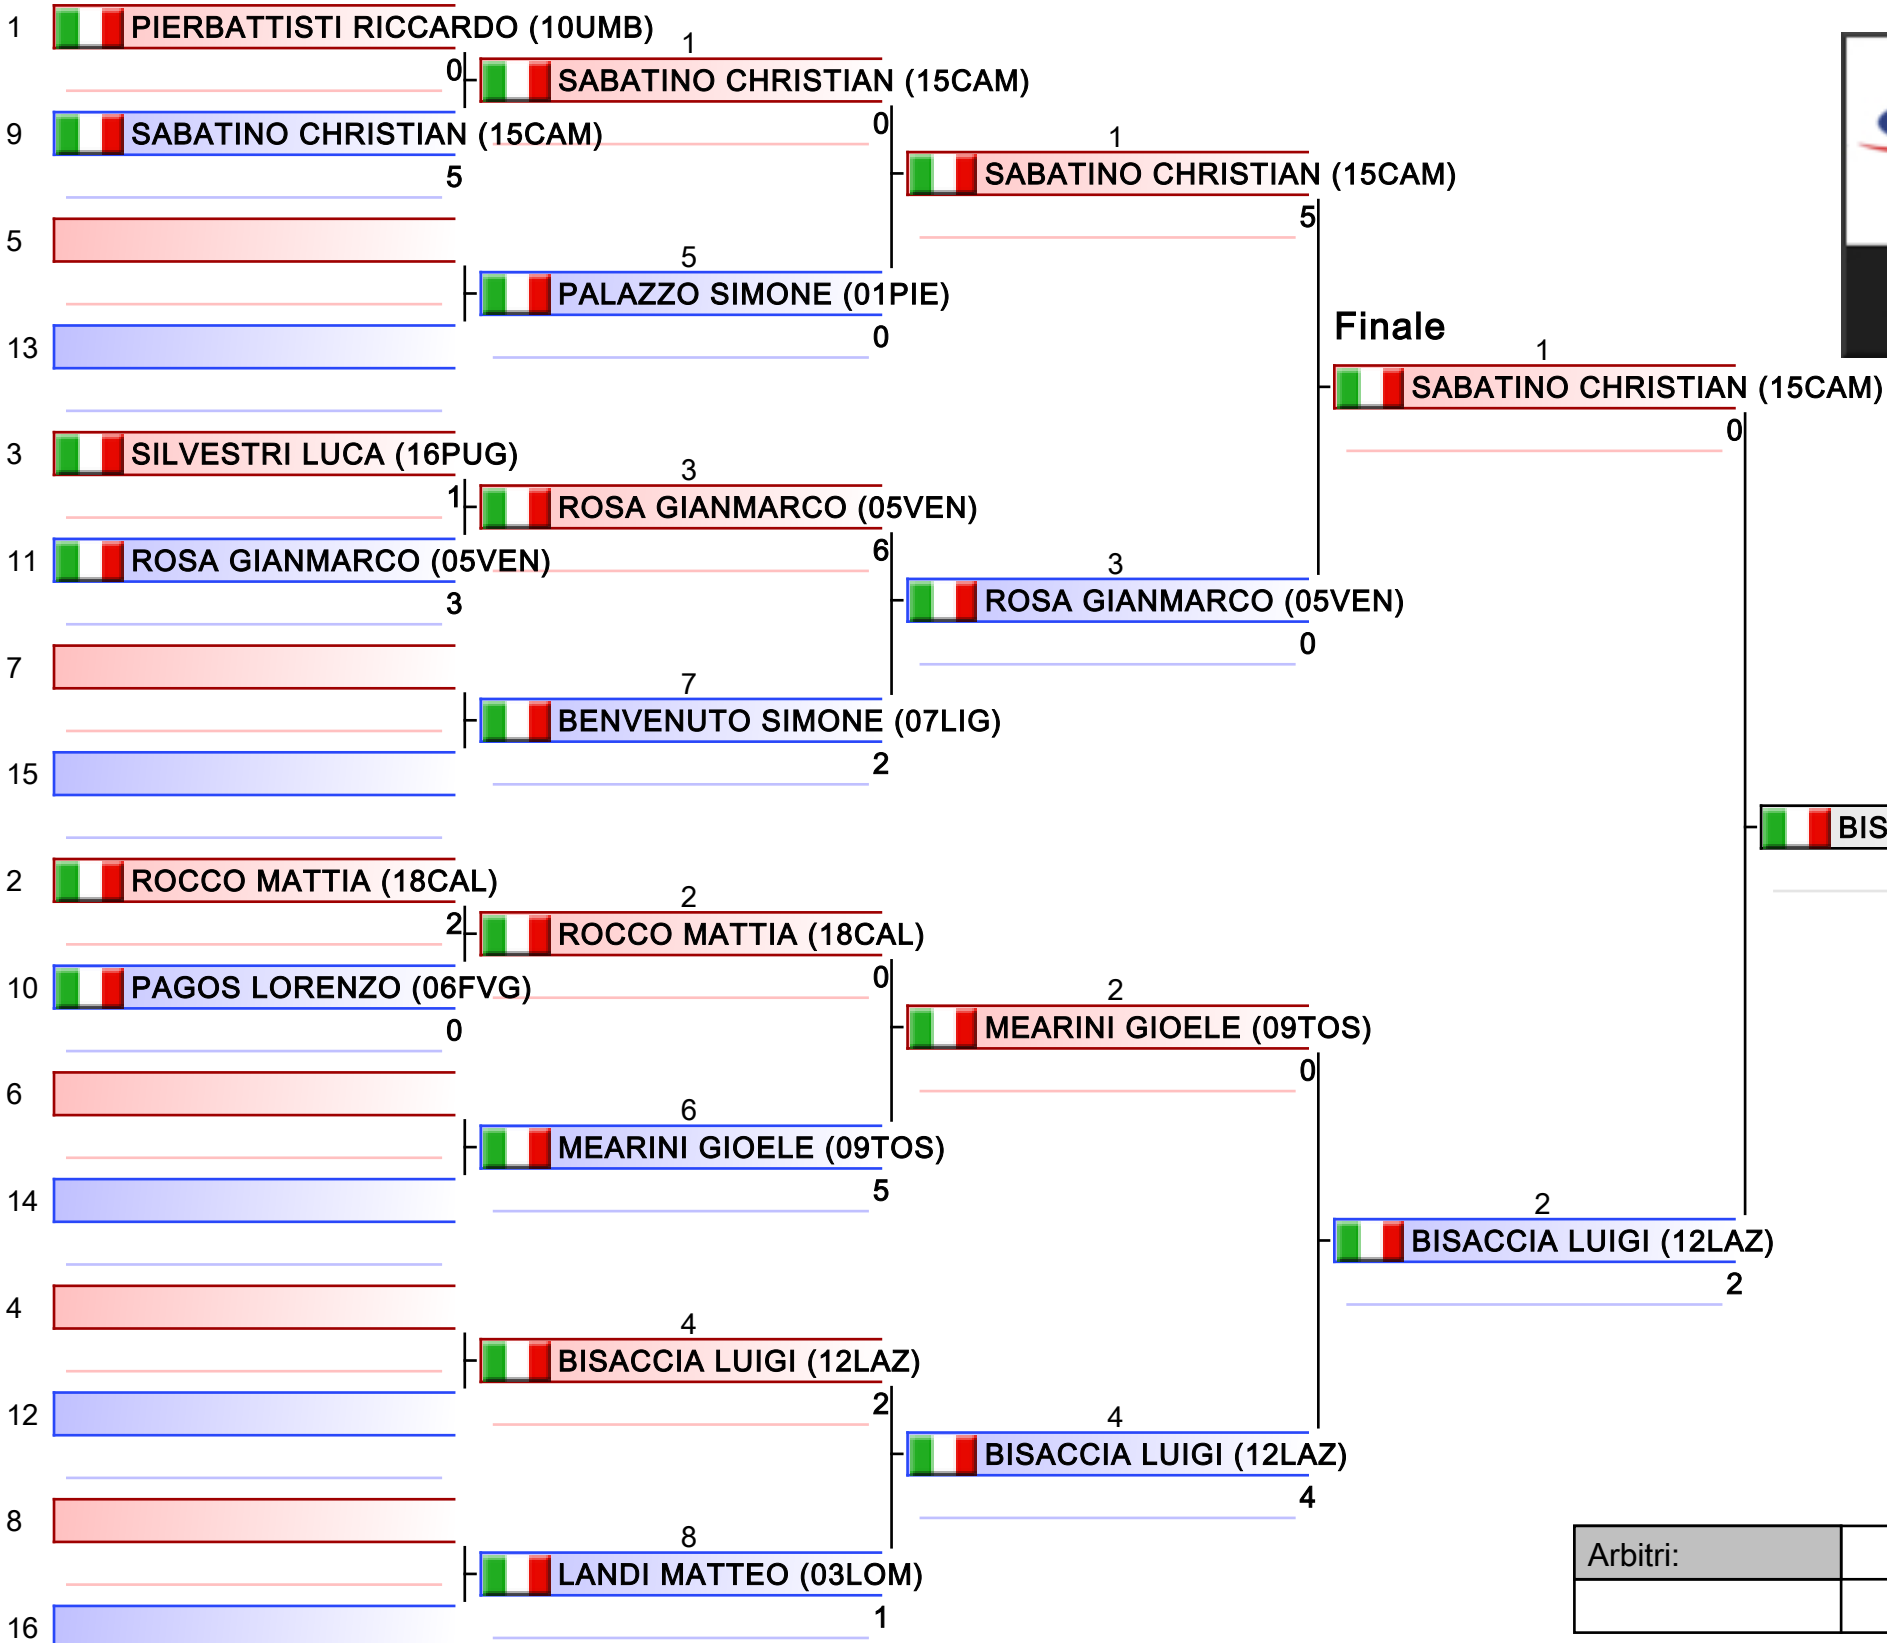 1 PIERBATTISTI RICCARDO (10UMB)
0
1
SABATINO CHRISTIAN (15CAM)
0
9 SABATINO CHRISTIAN (15CAM)
5
1
SABATINO CHRISTIAN (15CAM)
5
5
5
PALAZZO SIMONE (01PIE)
0
13
Finale
1
SABATINO CHRISTIAN (15CAM)
0
3 SILVESTRI LUCA (16PUG)
1
3
ROSA GIANMARCO (05VEN)
6
11 ROSA GIANMARCO (05VEN)
3
3
ROSA GIANMARCO (05VEN)
0
7
7
BENVENUTO SIMONE (07LIG)
2
15
BIS
2 ROCCO MATTIA (18CAL)
2
2
ROCCO MATTIA (18CAL)
0
10 PAGOS LORENZO (06FVG)
0
2
MEARINI GIOELE (09TOS)
0
6
6
MEARINI GIOELE (09TOS)
5
14
2
BISACCIA LUIGI (12LAZ)
2
4
4
BISACCIA LUIGI (12LAZ)
2
12
4
BISACCIA LUIGI (12LAZ)
4
8
8
LANDI MATTEO (03LOM)
1
16
Arbitri: